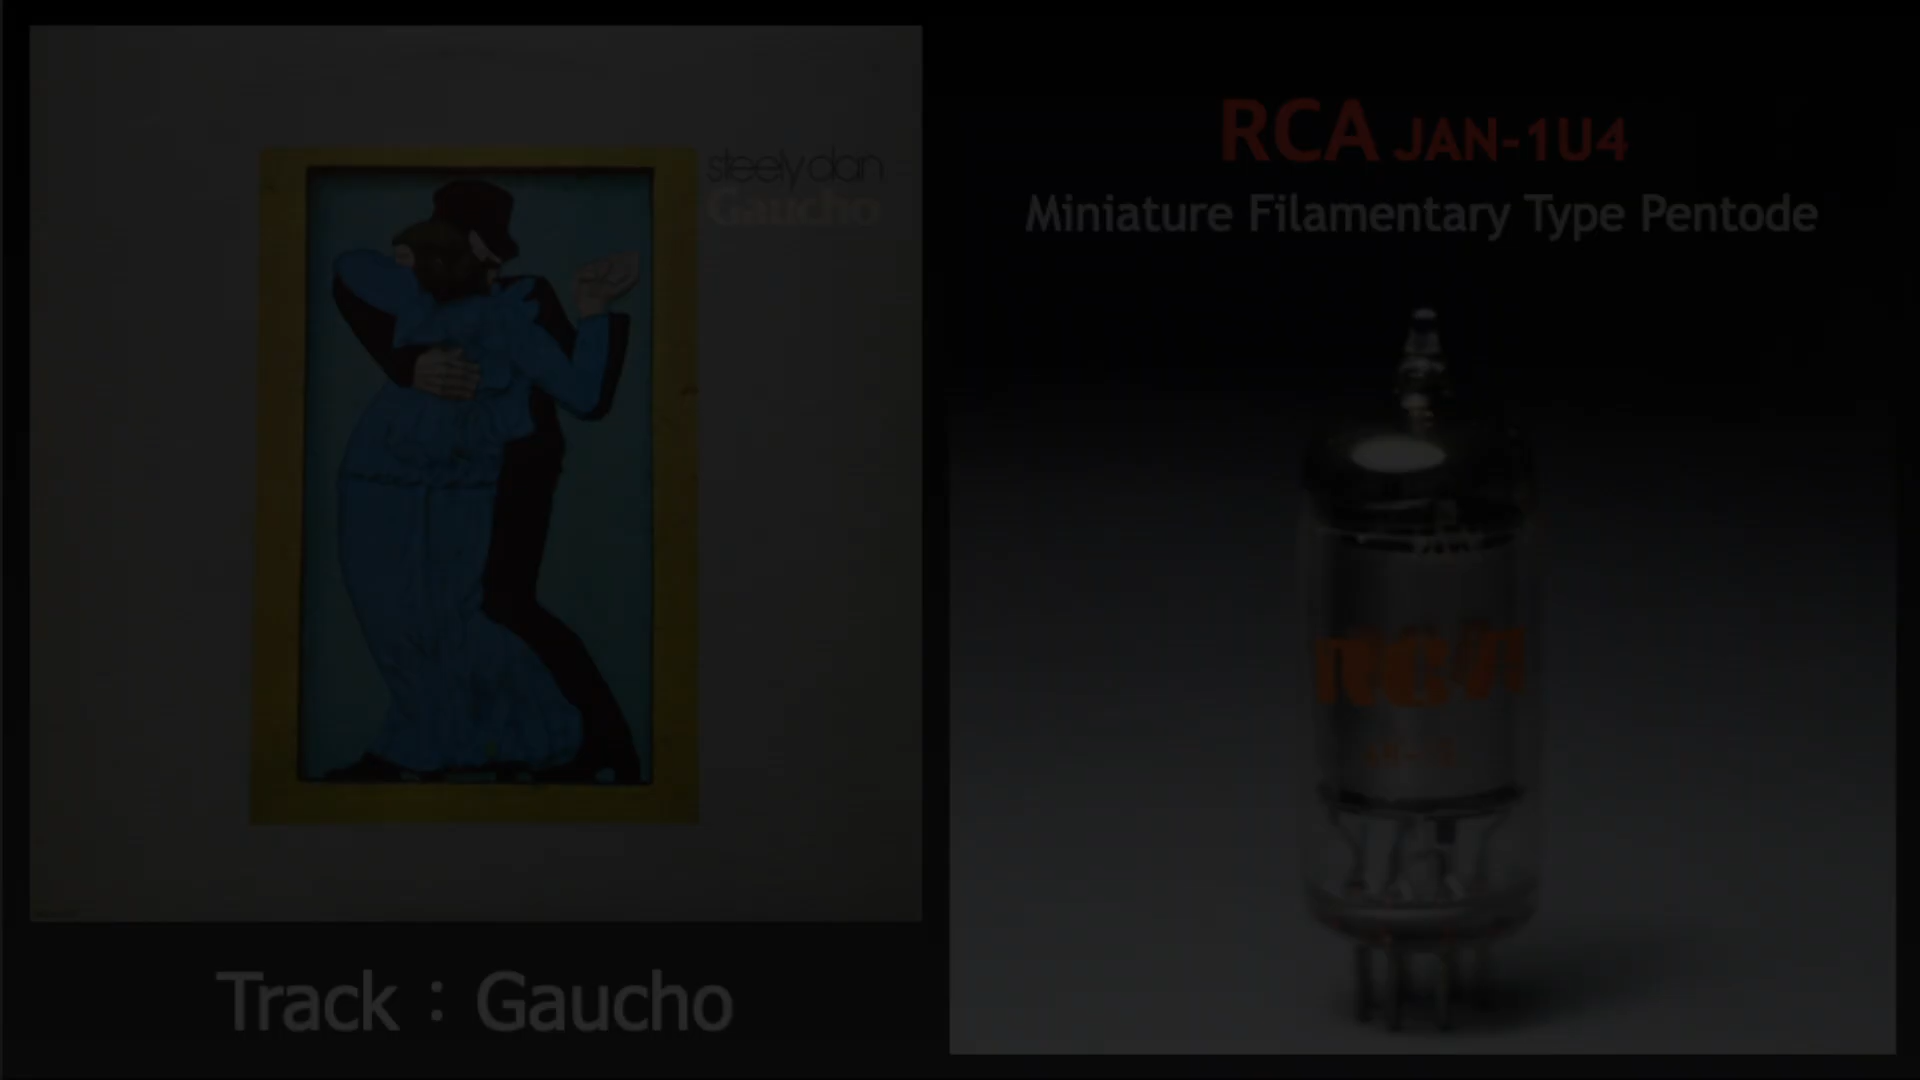 steely dan
Gaucho
Track : Gaucho
RCA JAN-1U4
Miniature Filamentary Type Pentode
RCA